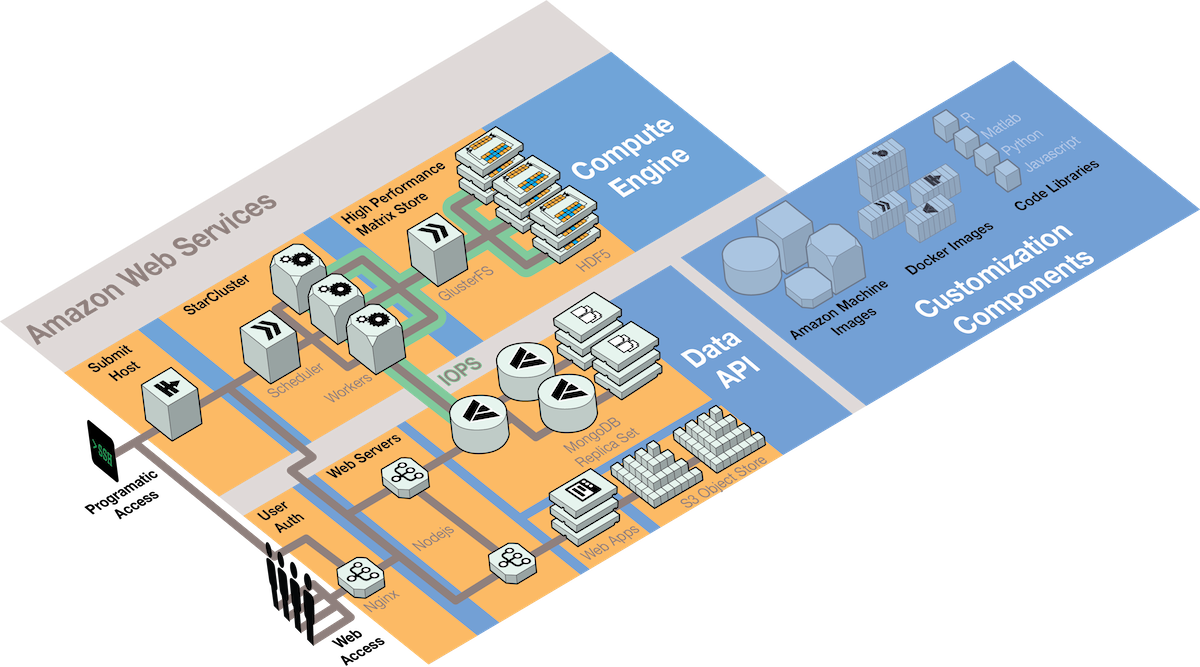 Amazon Web Services
Compute
Engine
High Performance
Matrix Store
StarCluster
Submit
Host
Scheduler
Workers
GlusterFS
HDF5
IOPS
>SSH
Programatic
Access
Data
API
MongoDB
Replica Set
Web Servers
User
Auth
Nodejs
Nginx
Web Apps
S3 Object Store
Web
Access
R
Matlab
Python
Javascript
Code Libraries
Docker Images
Amazon Machine
Images
Customization
Components